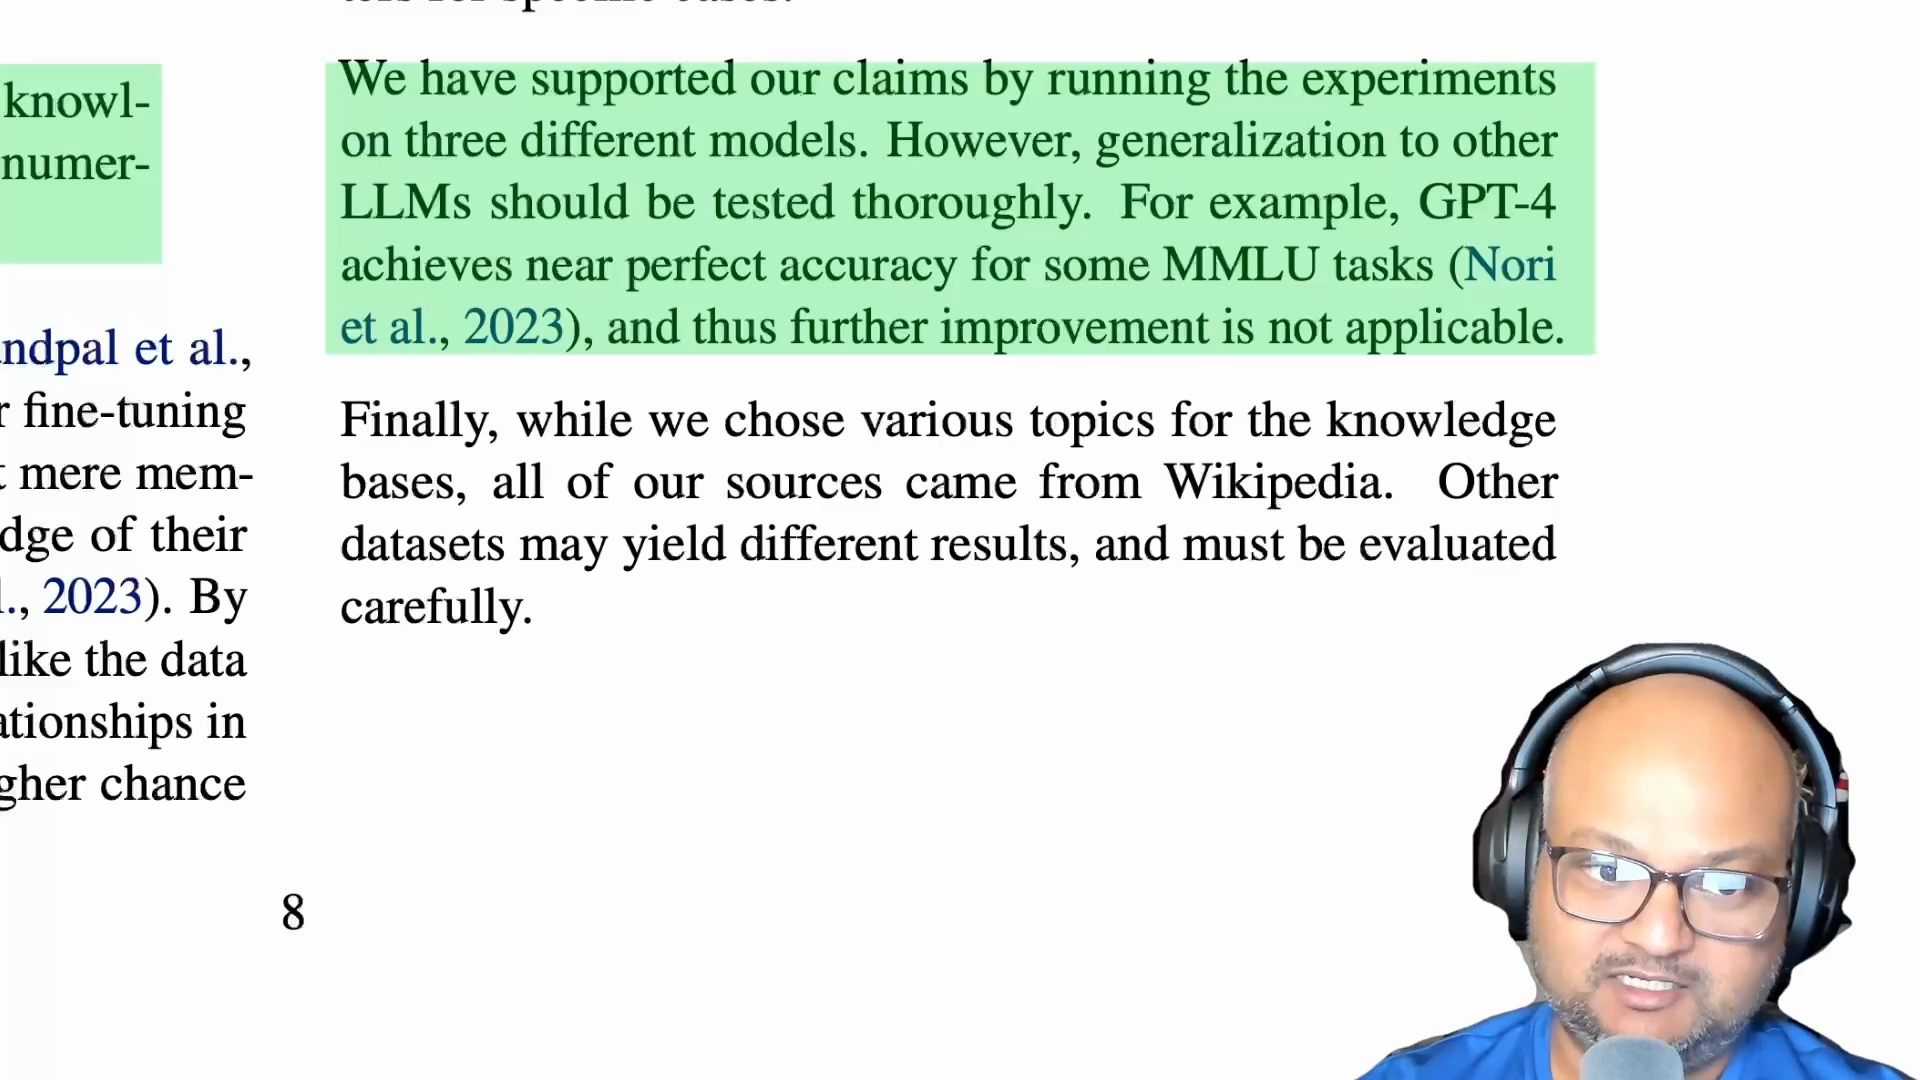 knowl-
numer-
ndpal et al.,
r fine-tuning
t mere mem-
dge of their
l., 2023). By
like the data
ationships in
gher chance
ters for specific cases.
We have supported our claims by running the experiments
on three different models. However, generalization to other
LLMs should be tested thoroughly. For example, GPT-4
achieves near perfect accuracy for some MMLU tasks (Nori
et al., 2023), and thus further improvement is not applicable.
Finally, while we chose various topics for the knowledge
bases, all of our sources came from Wikipedia. Other
datasets may yield different results, and must be evaluated
carefully.
8